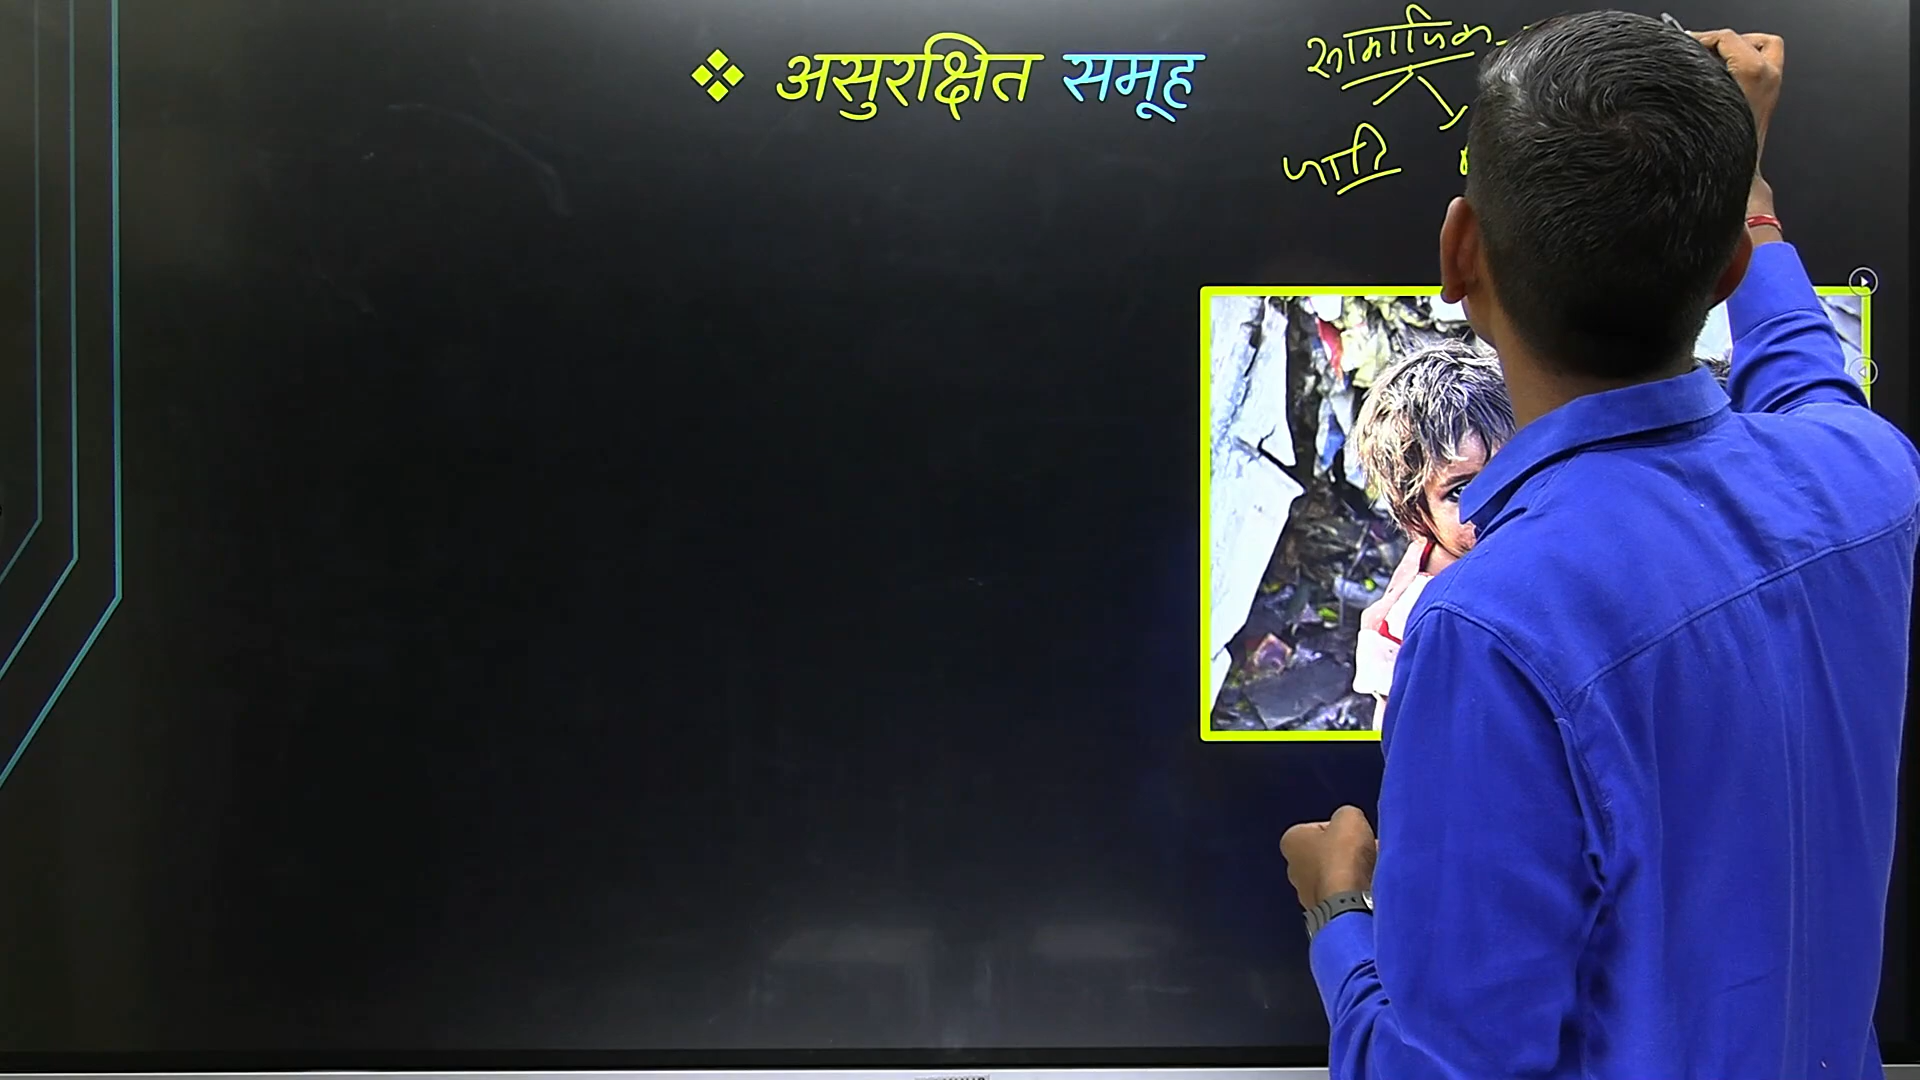 ❖ असुरक्षित समूह
सामाजिक
जाति